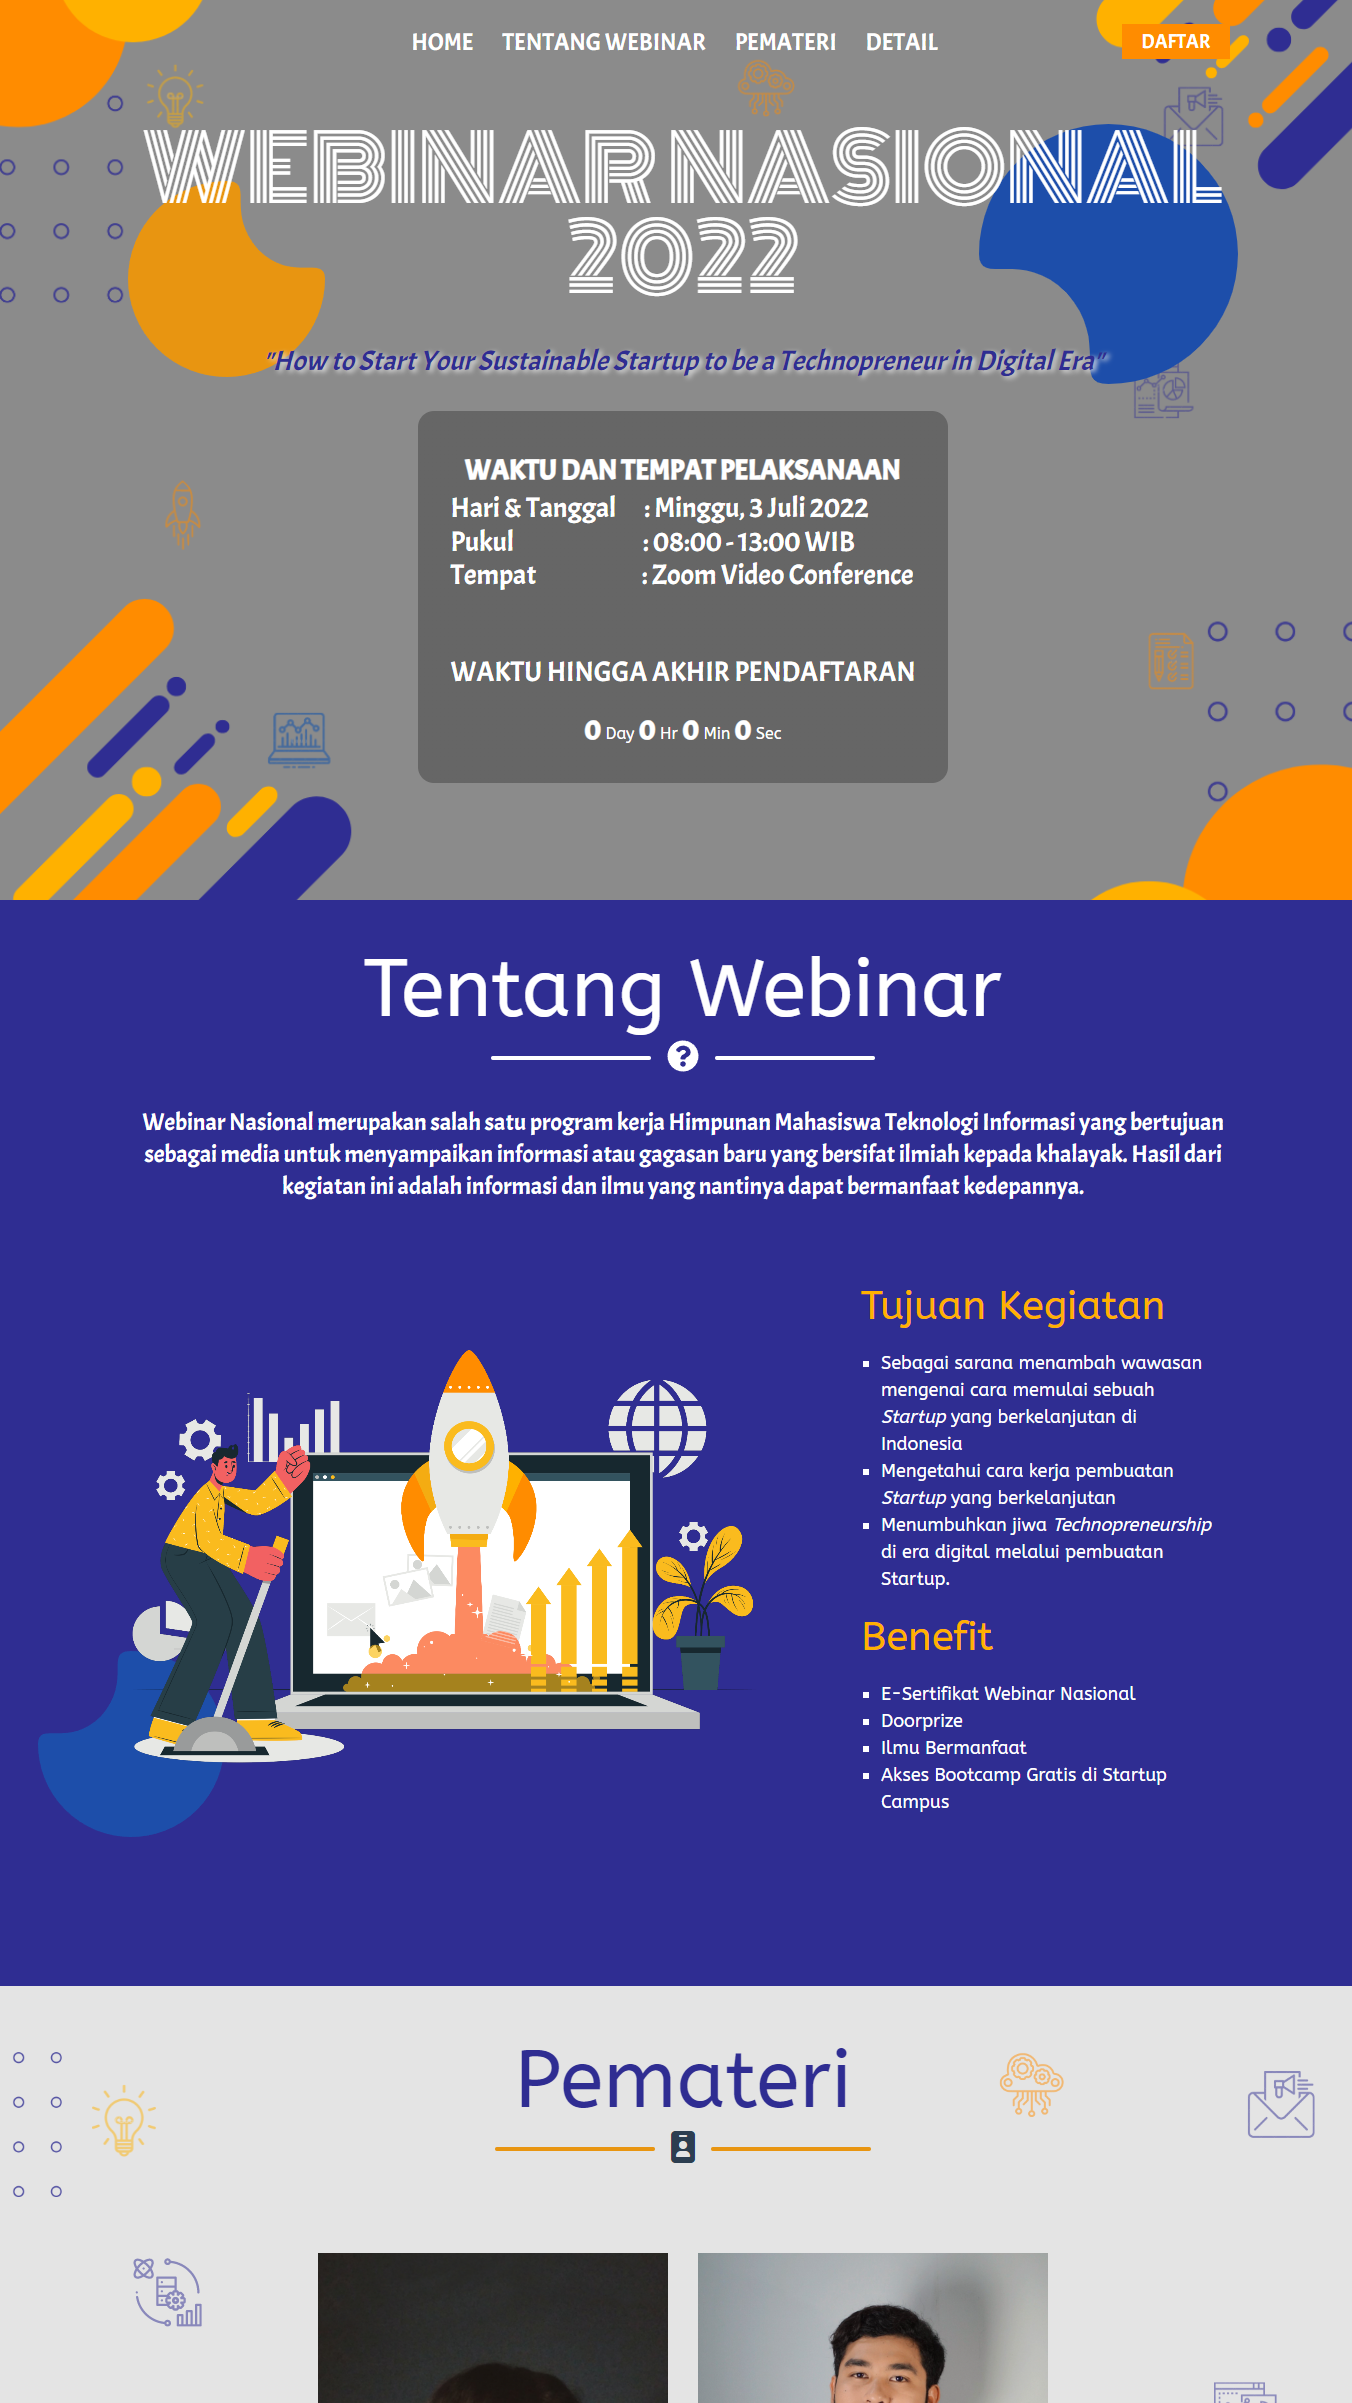 HOME TENTANG WEBINAR PEMATERI DETAIL DAFTAR
WEBINAR NASIONAL
2022
"How to Start Your Sustainable Startup to be a Technopreneur in Digital Era"
WAKTU DAN TEMPAT PELAKSANAAN
Hari & Tanggal : Minggu, 3 Juli 2022
Pukul : 08:00 - 13:00 WIB
Tempat : Zoom Video Conference
WAKTU HINGGA AKHIR PENDAFTARAN
0 Day 0 Hr 0 Min 0 Sec
Tentang Webinar
Webinar Nasional merupakan salah satu program kerja Himpunan Mahasiswa Teknologi Informasi yang bertujuan
sebagai media untuk menyampaikan informasi atau gagasan baru yang bersifat ilmiah kepada khalayak. Hasil dari
kegiatan ini adalah informasi dan ilmu yang nantinya dapat bermanfaat kedepannya.
Tujuan Kegiatan
Sebagai sarana menambah wawasan
mengenai cara memulai sebuah
Startup yang berkelanjutan di
Indonesia
Mengetahui cara kerja pembuatan
Startup yang berkelanjutan
Menumbuhkan jiwa Technopreneurship
di era digital melalui pembuatan
Startup.
Benefit
E-Sertifikat Webinar Nasional
Doorprize
Ilmu Bermanfaat
Akses Bootcamp Gratis di Startup
Campus
Pemateri